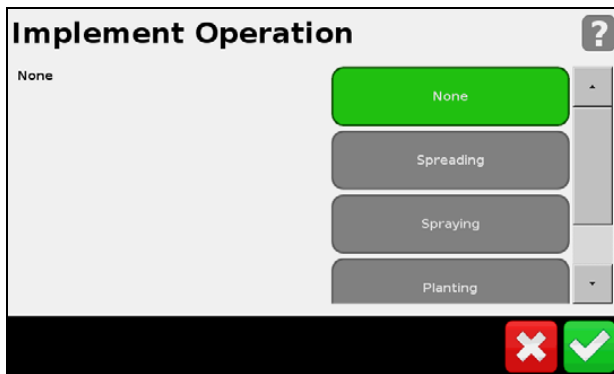 Implement Operation
?
None
None
Spreading
Spraying
Planting